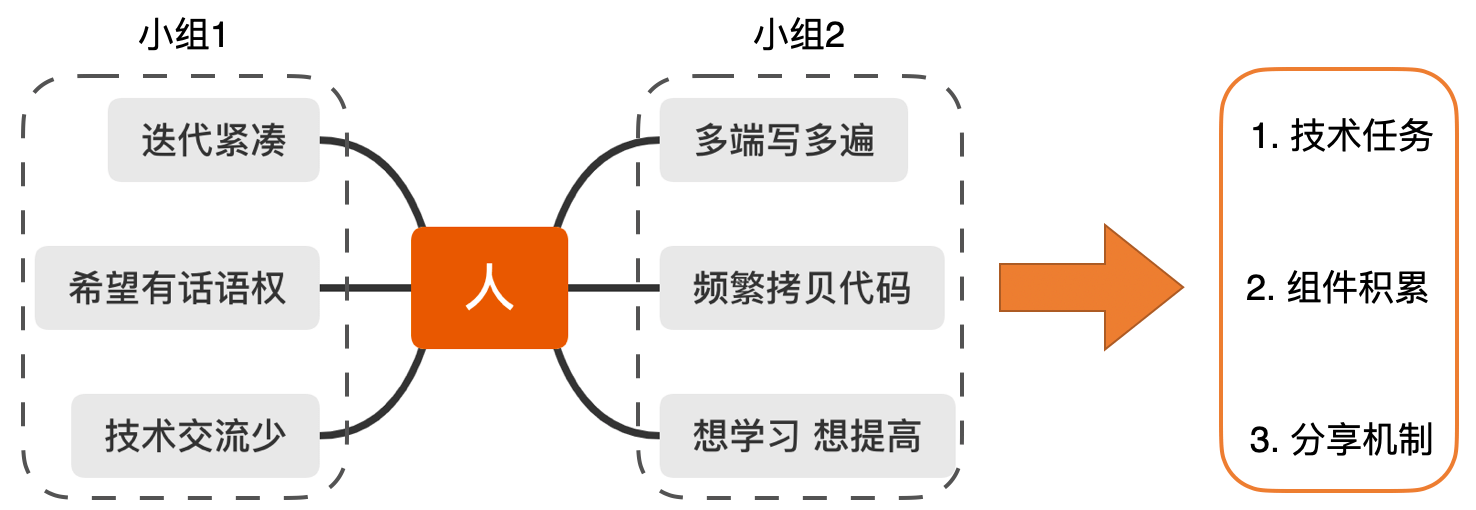 小组1
迭代紧凑
希望有话语权
技术交流少
人
小组2
多端写多遍
频繁拷贝代码
想学习 想提高
1. 技术任务
2. 组件积累
3. 分享机制